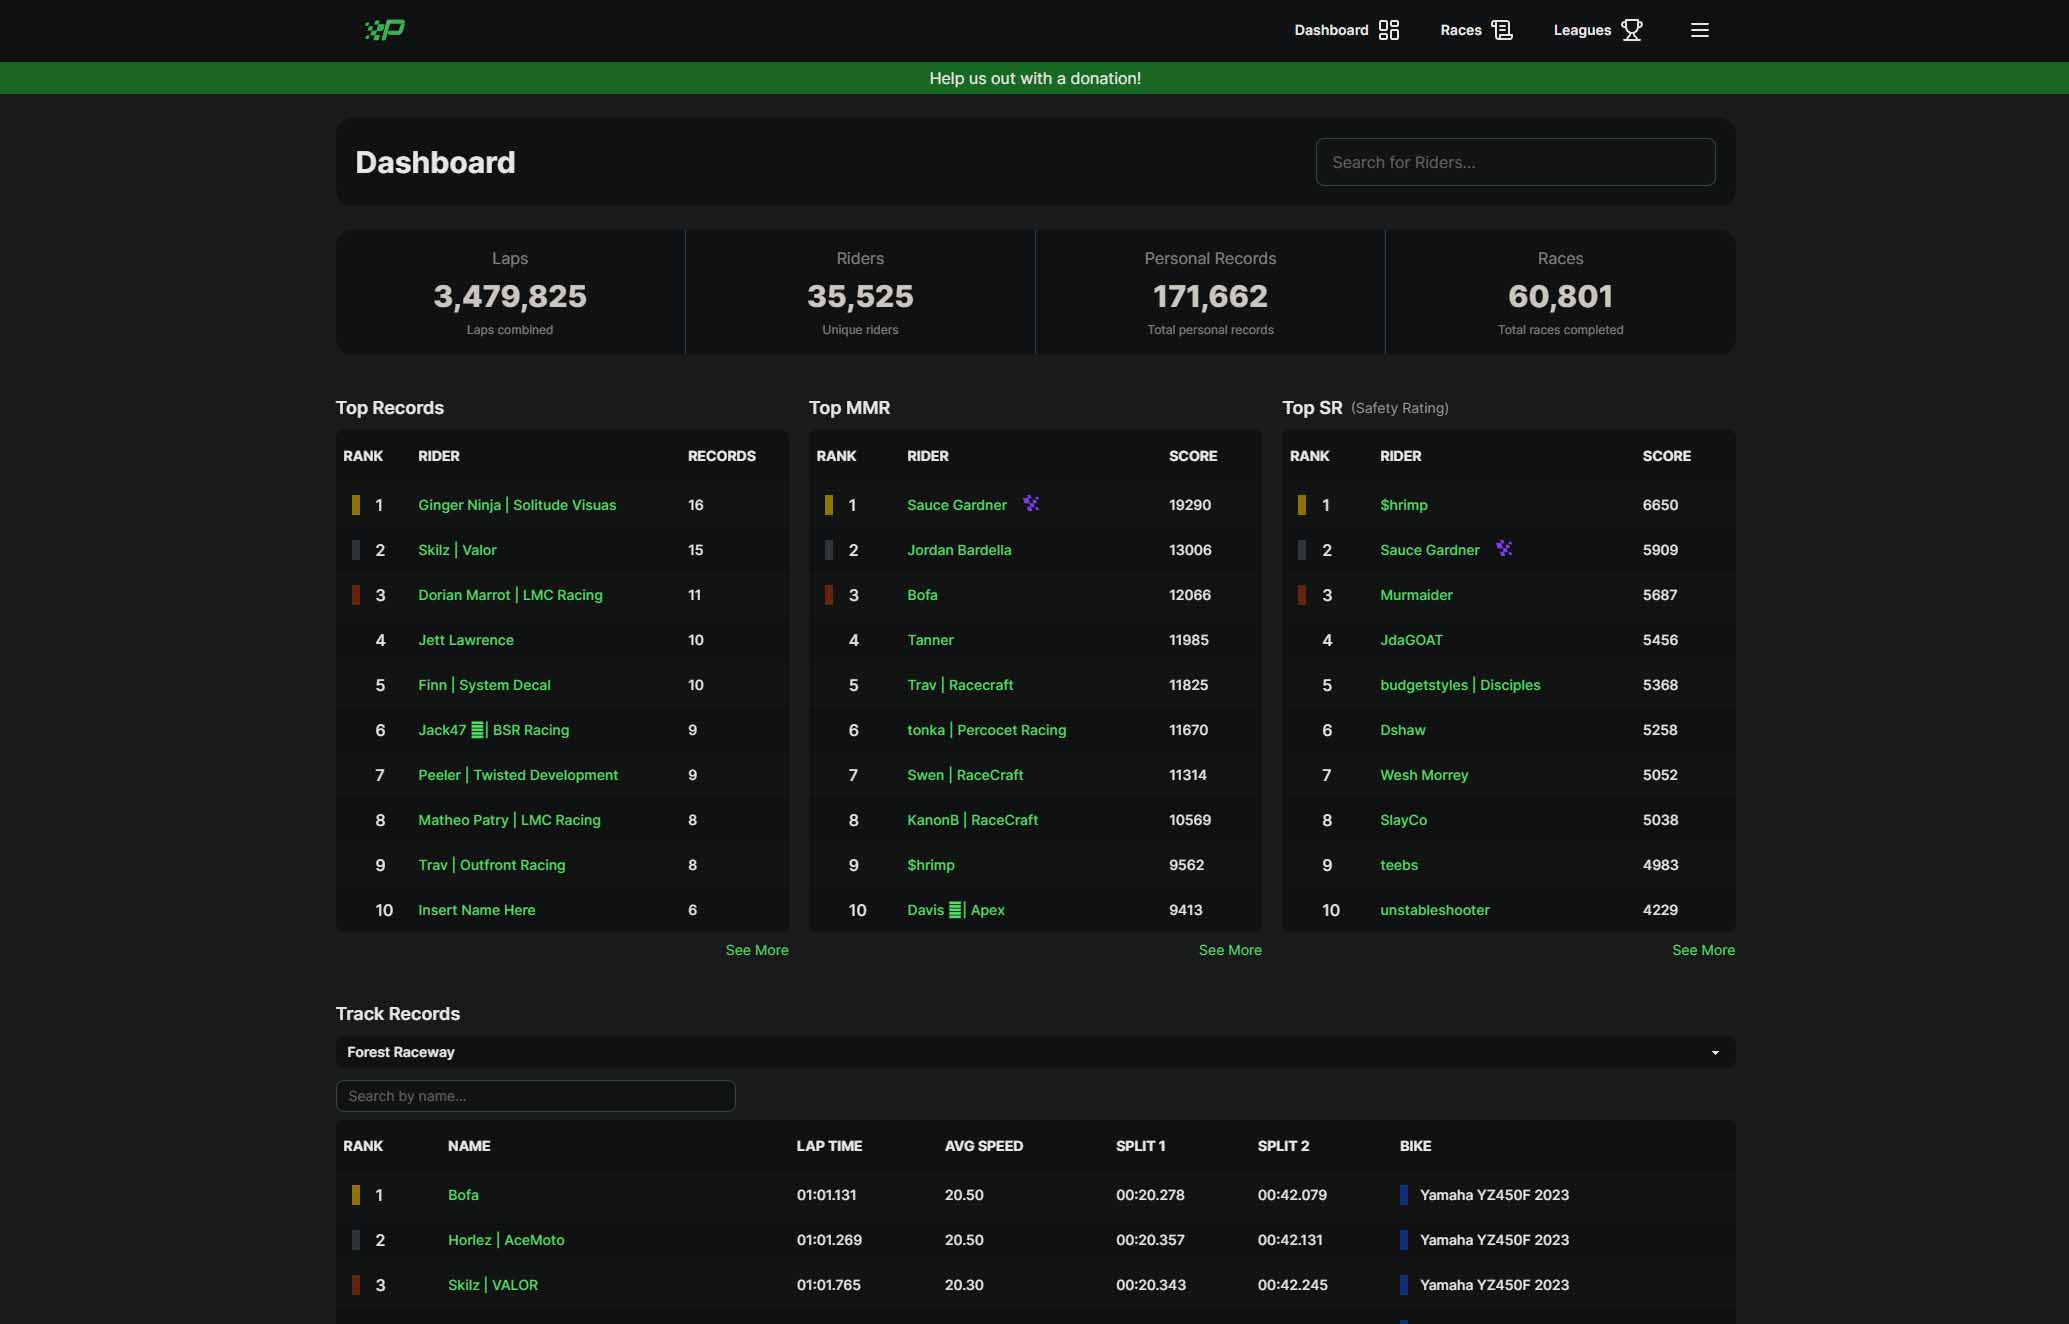 Dashboard
Races
Leagues
Help us out with a donation!
Dashboard
Search for Riders...
Laps
3,479,825
Laps combined
Riders
35,525
Unique riders
Personal Records
171,662
Total personal records
Races
60,801
Total races completed
Top Records
RANK RIDER RECORDS
1 Ginger Ninja | Solitude Visuas 16
2 Skilz | Valor 15
3 Dorian Marrot | LMC Racing 11
4 Jett Lawrence 10
5 Finn | System Decal 10
6 Jack47 𝌆| BSR Racing 9
7 Peeler | Twisted Development 9
8 Matheo Patry | LMC Racing 8
9 Trav | Outfront Racing 8
10 Insert Name Here 6
See More
Top MMR
RANK RIDER SCORE
1 Sauce Gardner 19290
2 Jordan Bardella 13006
3 Bofa 12066
4 Tanner 11985
5 Trav | Racecraft 11825
6 tonka | Percocet Racing 11670
7 Swen | RaceCraft 11314
8 KanonB | RaceCraft 10569
9 $hrimp 9562
10 Davis 𝌆| Apex 9413
See More
Top SR (Safety Rating)
RANK RIDER SCORE
1 $hrimp 6650
2 Sauce Gardner 5909
3 Murmaider 5687
4 JdaGOAT 5456
5 budgetstyles | Disciples 5368
6 Dshaw 5258
7 Wesh Morrey 5052
8 SlayCo 5038
9 teebs 4983
10 unstableshooter 4229
See More
Track Records
Forest Raceway
Search by name...
RANK NAME LAP TIME AVG SPEED SPLIT 1 SPLIT 2 BIKE
1 Bofa 01:01.131 20.50 00:20.278 00:42.079 Yamaha YZ450F 2023
2 Horlez | AceMoto 01:01.269 20.50 00:20.357 00:42.131 Yamaha YZ450F 2023
3 Skilz | VALOR 01:01.765 20.30 00:20.343 00:42.245 Yamaha YZ450F 2023